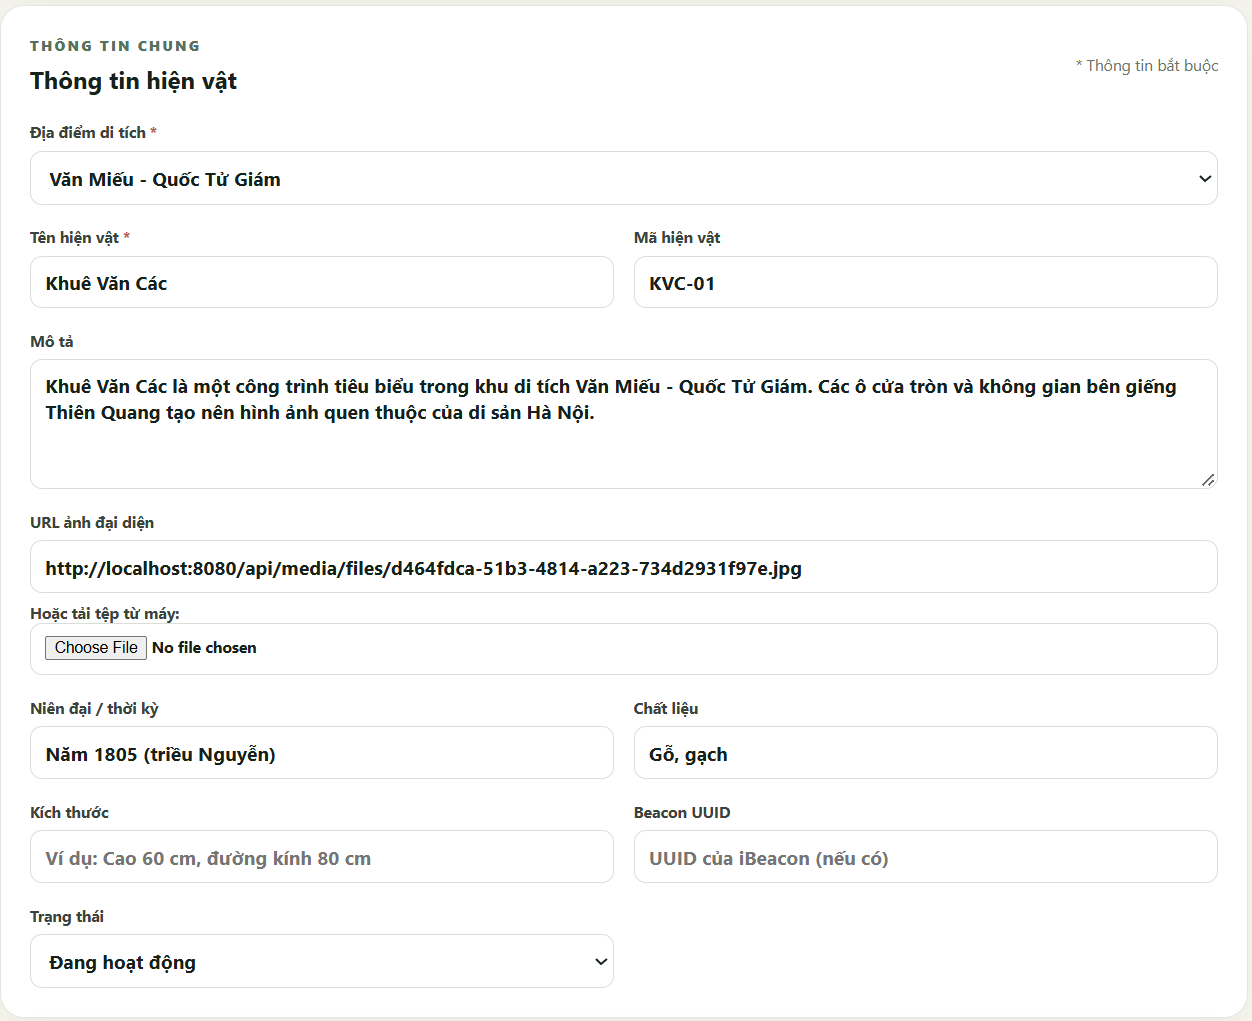 THÔNG TIN CHUNG
Thông tin hiện vật
* Thông tin bắt buộc
Địa điểm di tích *
Văn Miếu - Quốc Tử Giám
Tên hiện vật *
Mã hiện vật
Khuê Văn Các
KVC-01
Mô tả
Khuê Văn Các là một công trình tiêu biểu trong khu di tích Văn Miếu - Quốc Tử Giám. Các ô cửa tròn và không gian bên giếng
Thiên Quang tạo nên hình ảnh quen thuộc của di sản Hà Nội.
URL ảnh đại diện
http://localhost:8080/api/media/files/d464fdca-51b3-4814-a223-734d2931f97e.jpg
Hoặc tải tệp từ máy:
Choose File No file chosen
Niên đại / thời kỳ
Chất liệu
Năm 1805 (triều Nguyễn)
Gỗ, gạch
Kích thước
Beacon UUID
Ví dụ: Cao 60 cm, đường kính 80 cm
UUID của iBeacon (nếu có)
Trạng thái
Đang hoạt động